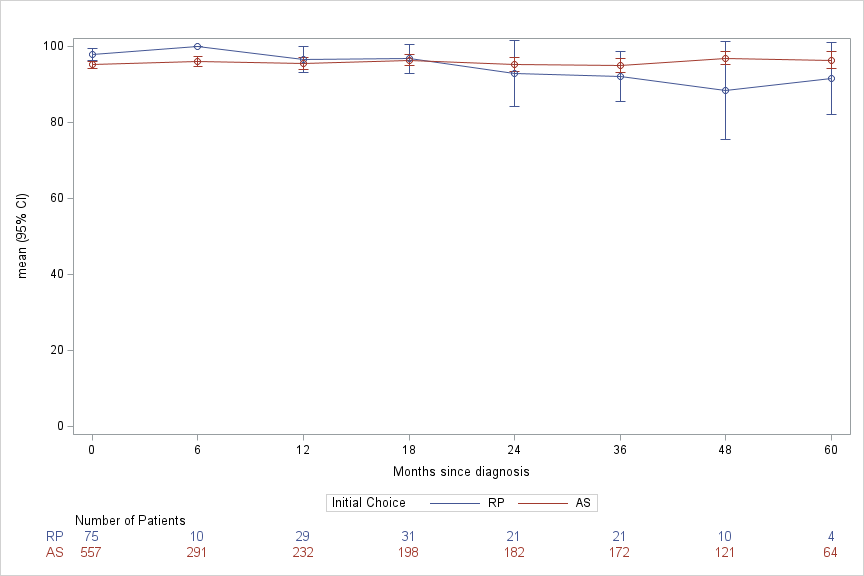 100
80
60
40
20
0
mean (95% CI)
0 6 12 18 24 36 48 60
Months since diagnosis
Initial Choice RP AS
Number of Patients
RP 75 10 29 31 21 21 10 4
AS 557 291 232 198 182 172 121 64